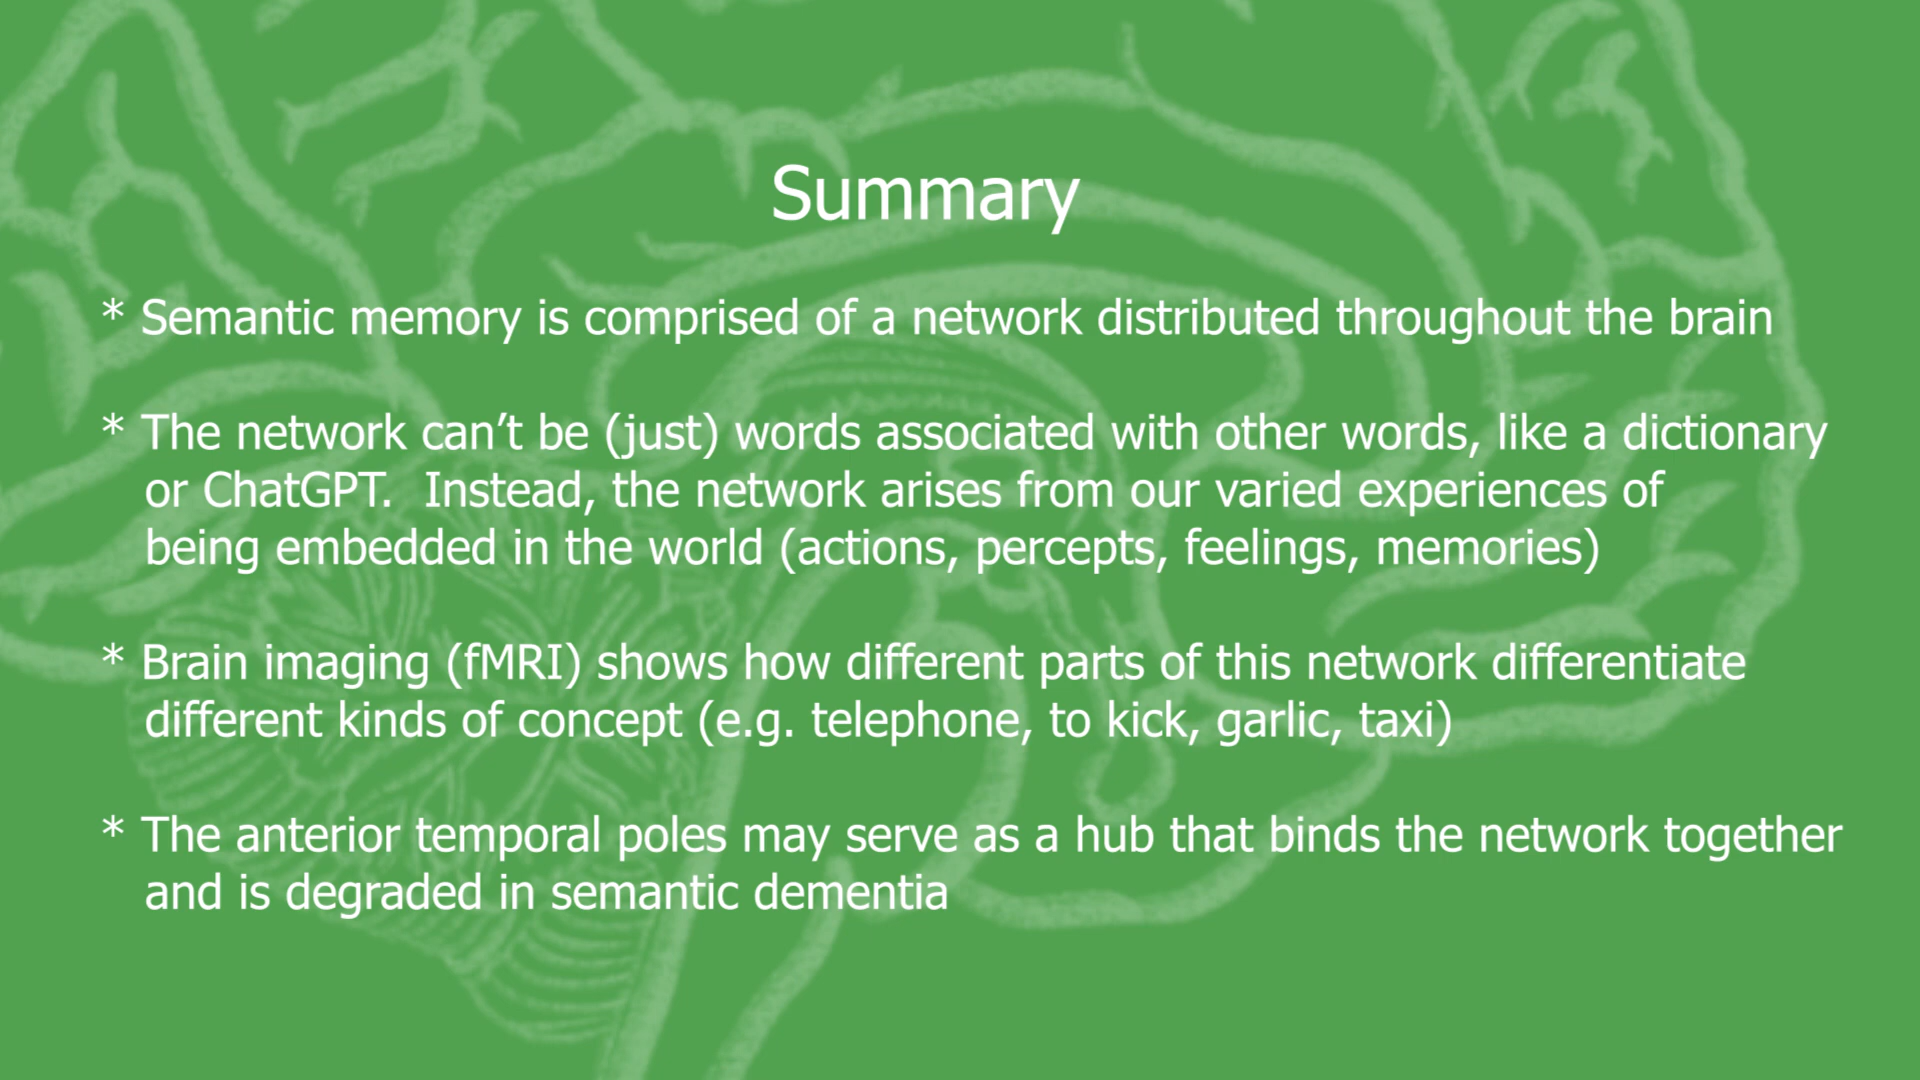 Summary
* Semantic memory is comprised of a network distributed throughout the brain
* The network can’t be (just) words associated with other words, like a dictionary
or ChatGPT.  Instead, the network arises from our varied experiences of
being embedded in the world (actions, percepts, feelings, memories)
* Brain imaging (fMRI) shows how different parts of this network differentiate
different kinds of concept (e.g. telephone, to kick, garlic, taxi)
* The anterior temporal poles may serve as a hub that binds the network together
and is degraded in semantic dementia